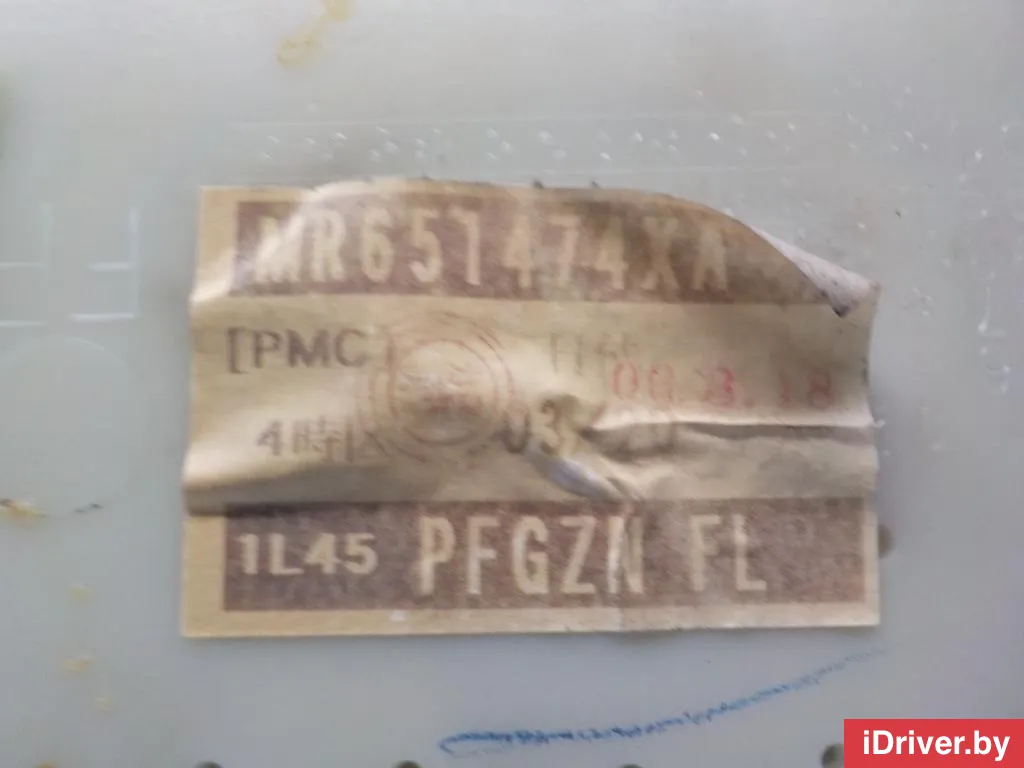 MR651474XA
[PMC]
00.3.18
4時
1L45 PFGZN FL
iDriver.by